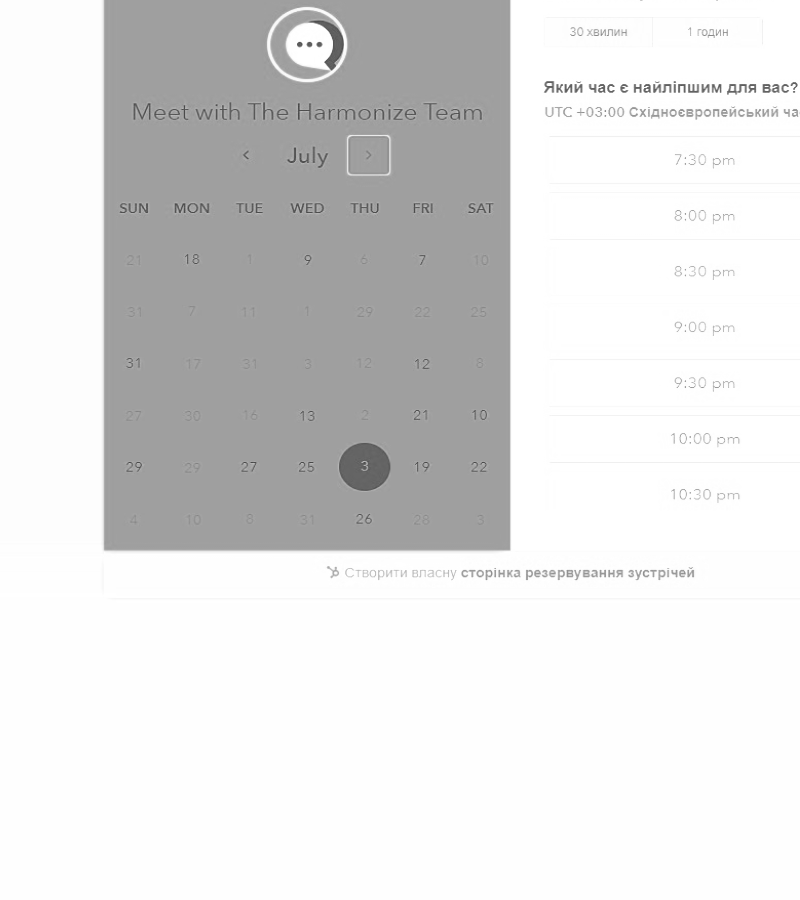 30 хвилин 1 годин
Який час є найліпшим для вас?
UTC +03:00 Східноєвропейський ча
Meet with The Harmonize Team
July
SUN MON TUE WED THU FRI SAT
21 18 1 9 6 7 10
31 7 11 1 29 22 25
31 17 31 3 12 12 8
27 30 16 13 2 21 10
29 29 27 25 3 19 22
4 10 8 31 26 28 3
7:30 pm
8:00 pm
8:30 pm
9:00 pm
9:30 pm
10:00 pm
10:30 pm
Створити власну сторінка резервування зустрічей